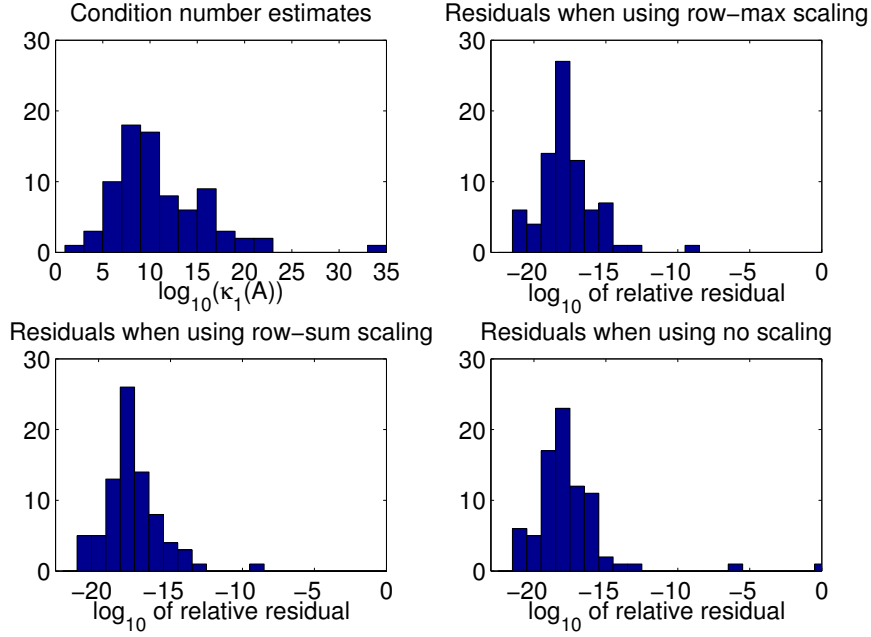 Condition number estimates
30
20
10
0
0 5 10 15 20 25 30 35
log₁₀(κ₁(A))
Residuals when using row−max scaling
30
20
10
0
−20 −15 −10 −5 0
log₁₀ of relative residual
Residuals when using row−sum scaling
30
20
10
0
−20 −15 −10 −5 0
log₁₀ of relative residual
Residuals when using no scaling
30
20
10
0
−20 −15 −10 −5 0
log₁₀ of relative residual